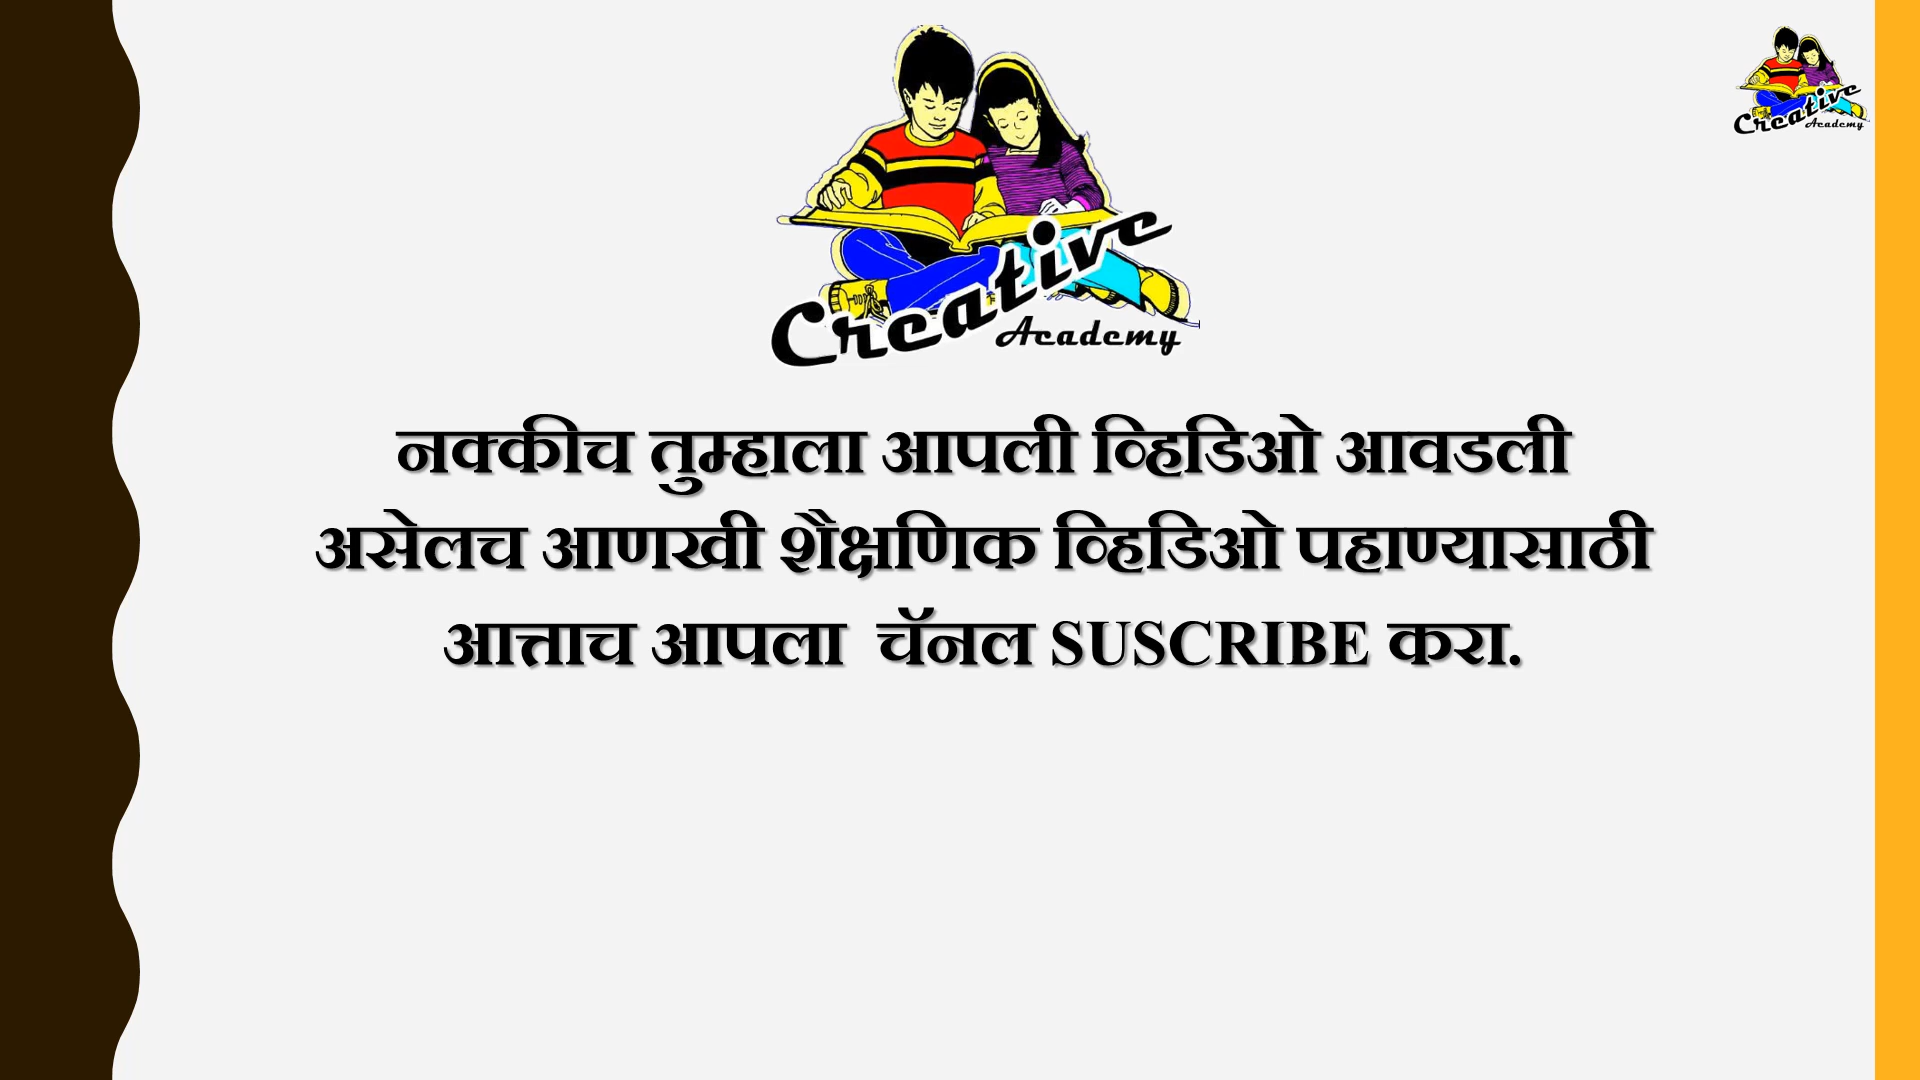 Creative
Academy
Creative
Academy
नक्कीच तुम्हाला आपली व्हिडिओ आवडली
असेलच आणखी शैक्षणिक व्हिडिओ पहाण्यासाठी
आत्ताच आपला चॅनल SUSCRIBE करा.